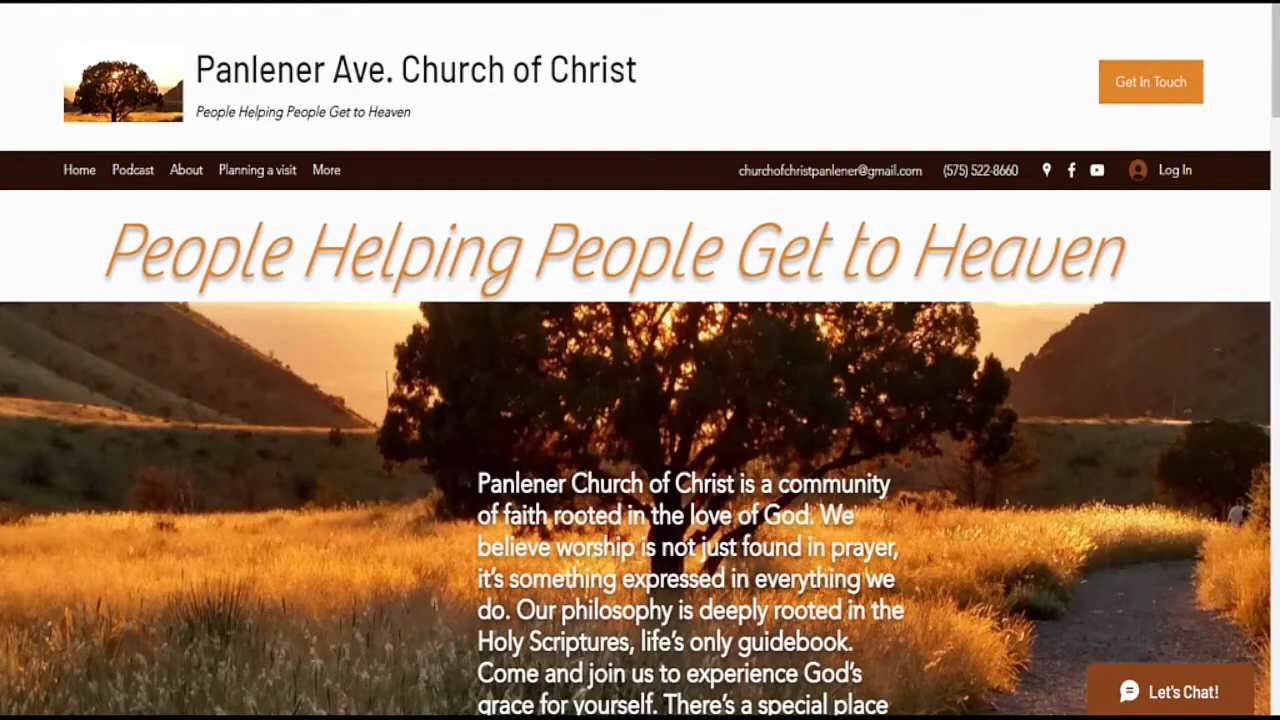 Panlener Ave. Church of Christ
People Helping People Get to Heaven
Get In Touch
Home Podcast About Planning a visit More
churchofchristpanlener@gmail.com (575) 522-8660 Log In
People Helping People Get to Heaven
Panlener Church of Christ is a community
of faith rooted in the love of God. We
believe worship is not just found in prayer,
it's something expressed in everything we
do. Our philosophy is deeply rooted in the
Holy Scriptures, life's only guidebook.
Come and join us to experience God's
grace for yourself. There's a special place
Let's Chat!